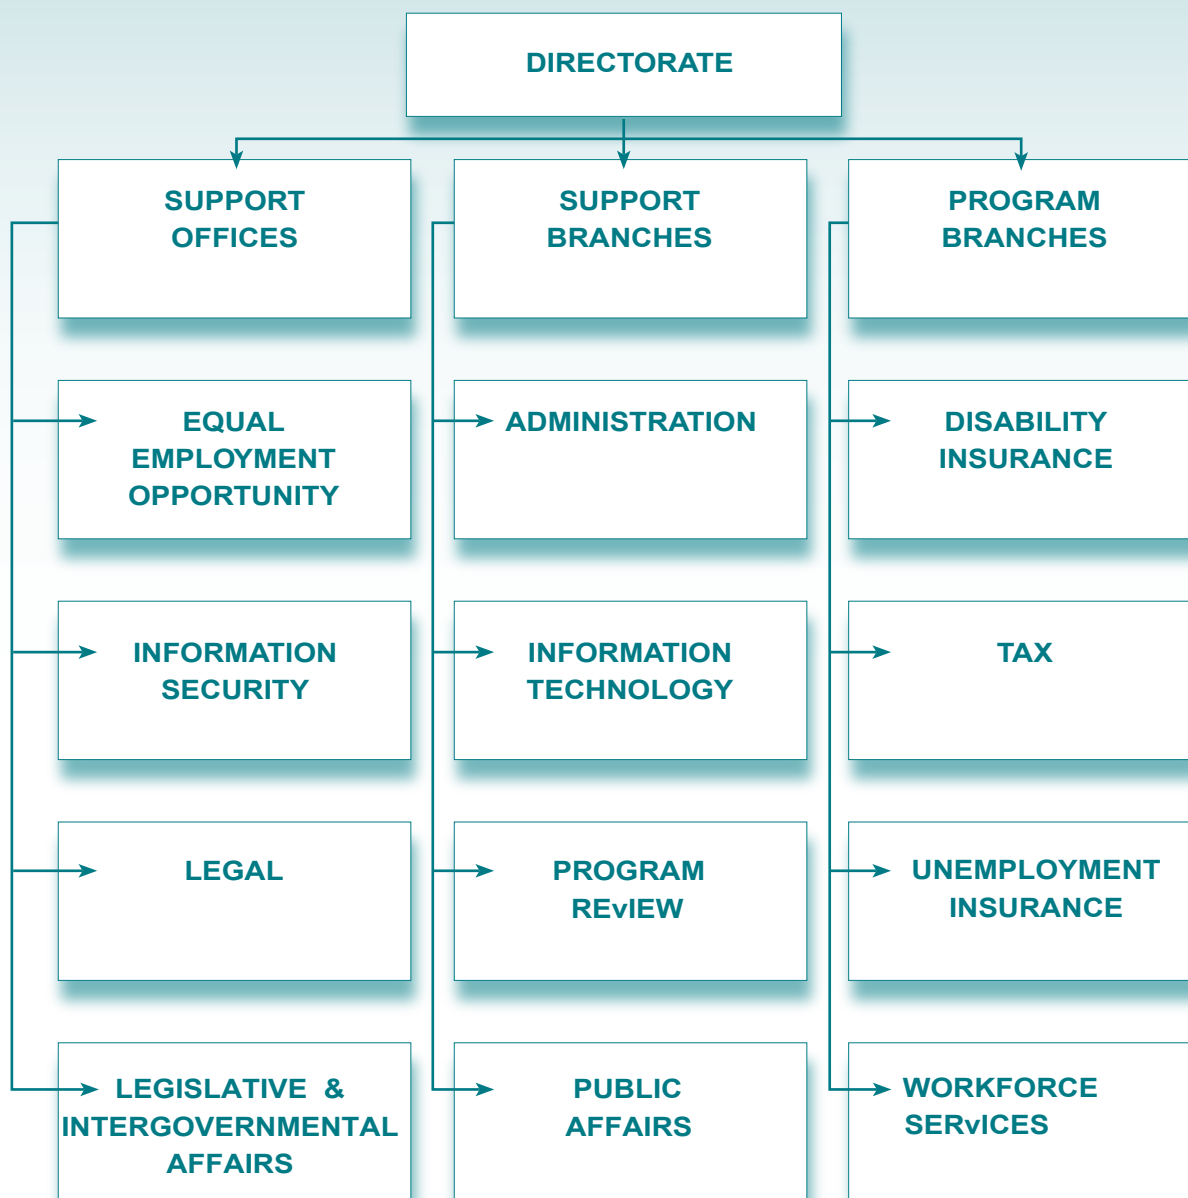 DIRECTORATE
SUPPORT
OFFICES
SUPPORT
BRANCHES
PROGRAM
BRANCHES
EQUAL
EMPLOYMENT
OPPORTUNITY
ADMINISTRATION
DISABILITY
INSURANCE
INFORMATION
SECURITY
INFORMATION
TECHNOLOGY
TAX
LEGAL
PROGRAM
REvIEW
UNEMPLOYMENT
INSURANCE
LEGISLATIVE &
INTERGOVERNMENTAL
AFFAIRS
PUBLIC
AFFAIRS
WORKFORCE
SERvICES